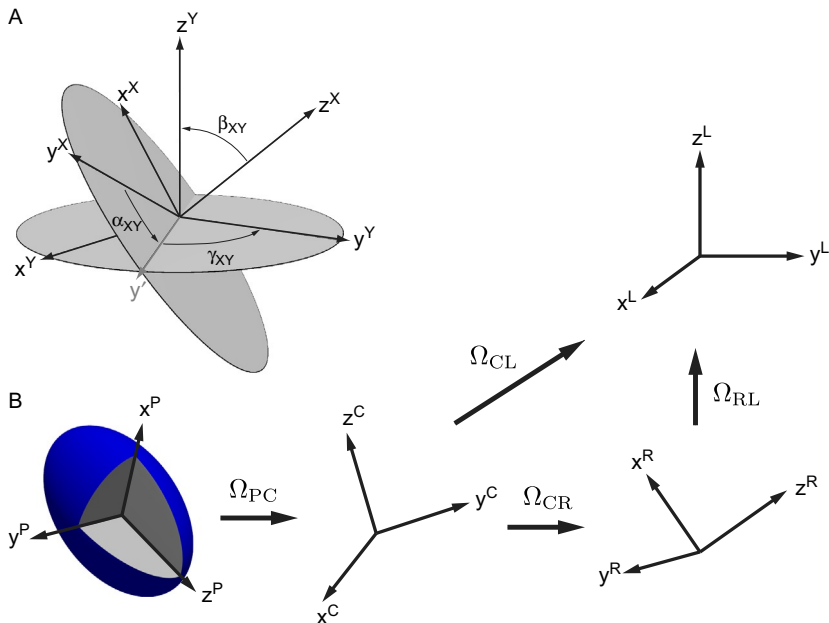 A
z^Y
x^X
z^X
β_XY
y^X
α_XY
γ_XY
y^Y
x^Y
y′
z^L
y^L
x^L
Ω_CL
Ω_RL
B
x^P
y^P
z^P
Ω_PC
z^C
y^C
x^C
Ω_CR
x^R
z^R
y^R